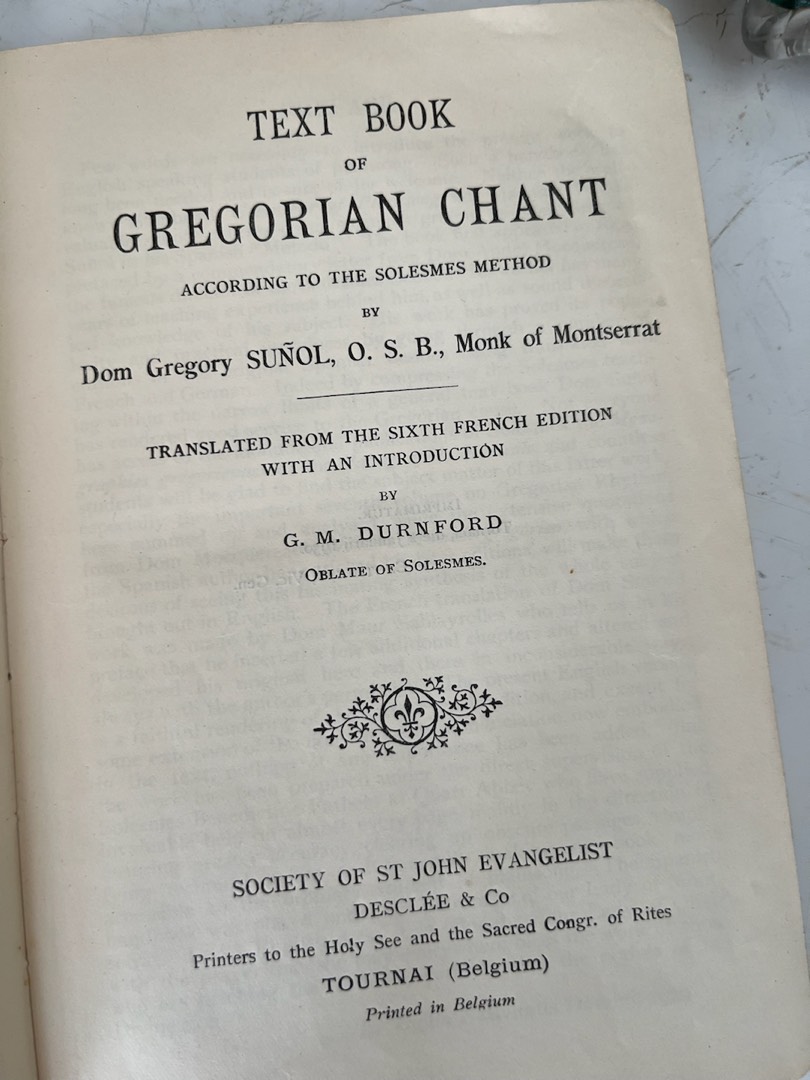 TEXT BOOK
OF
GREGORIAN CHANT
ACCORDING TO THE SOLESMES METHOD
BY
Dom Gregory SUÑOL, O. S. B., Monk of Montserrat
TRANSLATED FROM THE SIXTH FRENCH EDITION
WITH AN INTRODUCTION
BY
G. M. DURNFORD
OBLATE OF SOLESMES.
SOCIETY OF ST JOHN EVANGELIST
DESCLÉE & Co
Printers to the Holy See and the Sacred Congr. of Rites
TOURNAI (Belgium)
Printed in Belgium